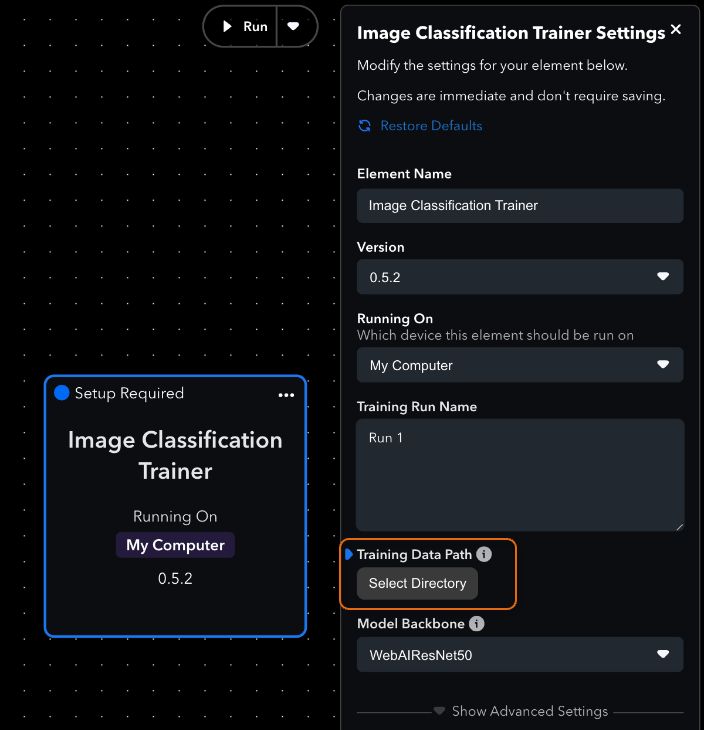 Run
Image Classification Trainer Settings
Modify the settings for your element below.
Changes are immediate and don't require saving.
Restore Defaults
Element Name
Image Classification Trainer
Version
0.5.2
Running On
Which device this element should be run on
My Computer
Training Run Name
Run 1
Training Data Path
Select Directory
Model Backbone
WebAIResNet50
Show Advanced Settings
Setup Required
Image Classification
Trainer
Running On
My Computer
0.5.2